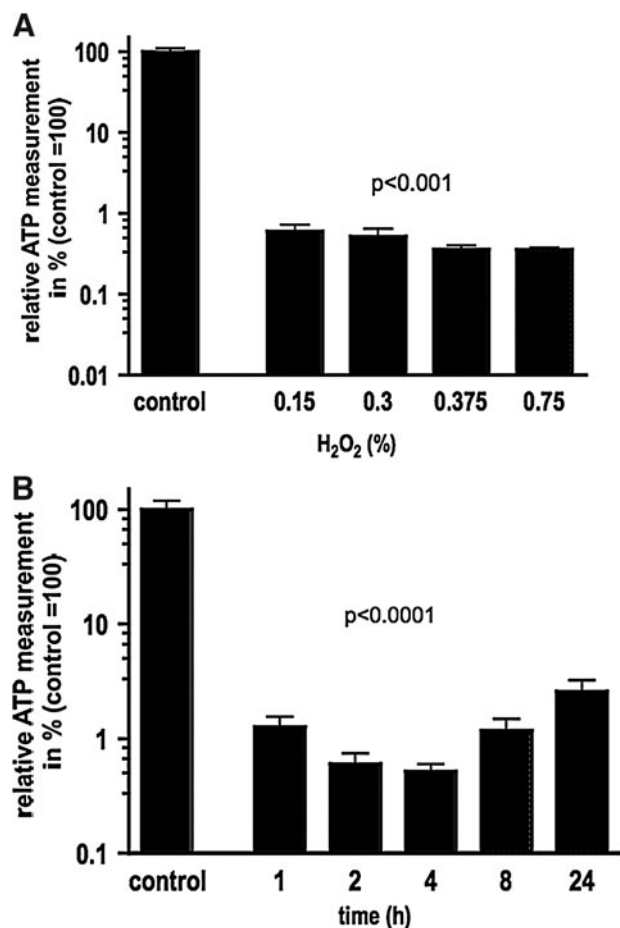 A
relative ATP measurement
in % (control =100)
100
10
1
0.1
0.01
p<0.001
control 0.15 0.3 0.375 0.75
H₂O₂ (%)
B
relative ATP measurement
in % (control =100)
100
10
1
0.1
p<0.0001
control 1 2 4 8 24
time (h)